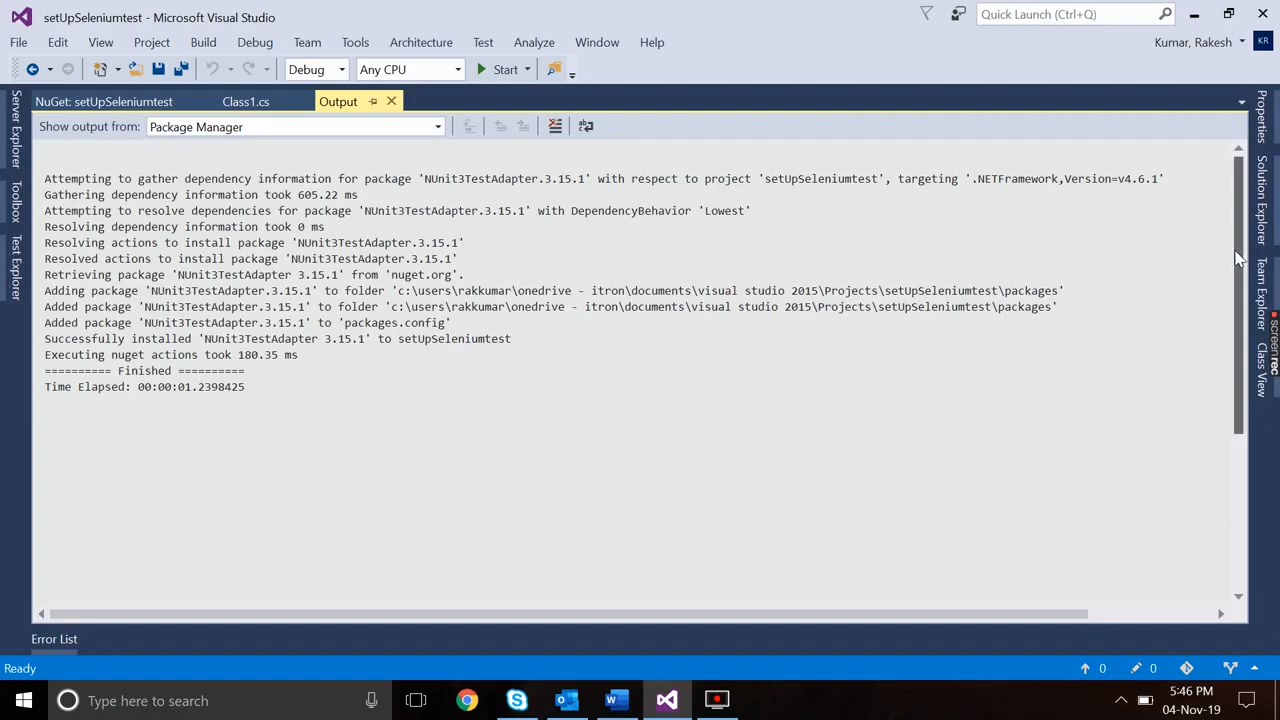 setUpSeleniumtest - Microsoft Visual Studio
Quick Launch (Ctrl+Q)
File Edit View Project Build Debug Team Tools Architecture Test Analyze Window Help
Kumar, Rakesh KR
Debug Any CPU Start
NuGet: setUpSeleniumtest Class1.cs Output
Show output from: Package Manager
Attempting to gather dependency information for package 'NUnit3TestAdapter.3.15.1' with respect to project 'setUpSeleniumtest', targeting '.NETFramework,Version=v4.6.1'
Gathering dependency information took 605.22 ms
Attempting to resolve dependencies for package 'NUnit3TestAdapter.3.15.1' with DependencyBehavior 'Lowest'
Resolving dependency information took 0 ms
Resolving actions to install package 'NUnit3TestAdapter.3.15.1'
Resolved actions to install package 'NUnit3TestAdapter.3.15.1'
Retrieving package 'NUnit3TestAdapter 3.15.1' from 'nuget.org'.
Adding package 'NUnit3TestAdapter.3.15.1' to folder 'c:\users\rakkumar\onedrive - itron\documents\visual studio 2015\Projects\setUpSeleniumtest\packages'
Added package 'NUnit3TestAdapter.3.15.1' to folder 'c:\users\rakkumar\onedrive - itron\documents\visual studio 2015\Projects\setUpSeleniumtest\packages'
Added package 'NUnit3TestAdapter.3.15.1' to 'packages.config'
Successfully installed 'NUnit3TestAdapter 3.15.1' to setUpSeleniumtest
Executing nuget actions took 180.35 ms
========== Finished ==========
Time Elapsed: 00:00:01.2398425
Server Explorer
Toolbox
Test Explorer
Properties
Solution Explorer
Team Explorer
Class View
screenrec
Error List
Ready
0 0
Type here to search
5:46 PM
04-Nov-19